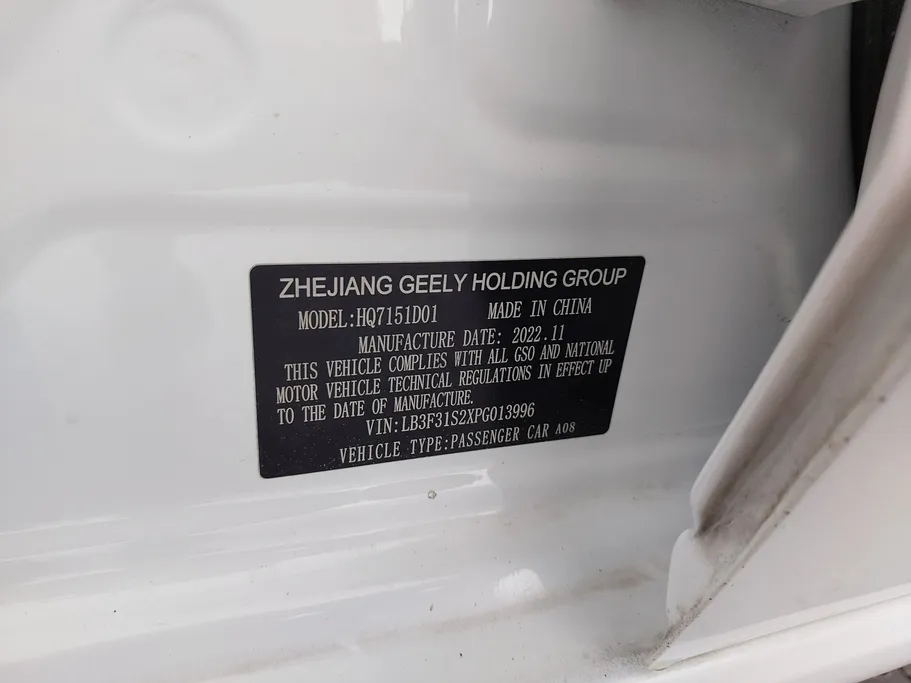 ZHEJIANG GEELY HOLDING GROUP
MODEL:HQ7151D01 MADE IN CHINA
MANUFACTURE DATE: 2022.11
THIS VEHICLE COMPLIES WITH ALL GSO AND NATIONAL
MOTOR VEHICLE TECHNICAL REGULATIONS IN EFFECT UP
TO THE DATE OF MANUFACTURE.
VIN:LB3F31S2XPG013996
VEHICLE TYPE:PASSENGER CAR A08